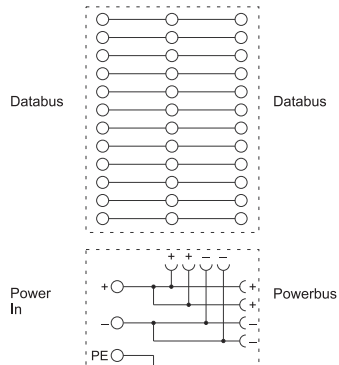 Databus
Databus
+ + – –
+
+
+
Power In
Powerbus
–
–
–
PE